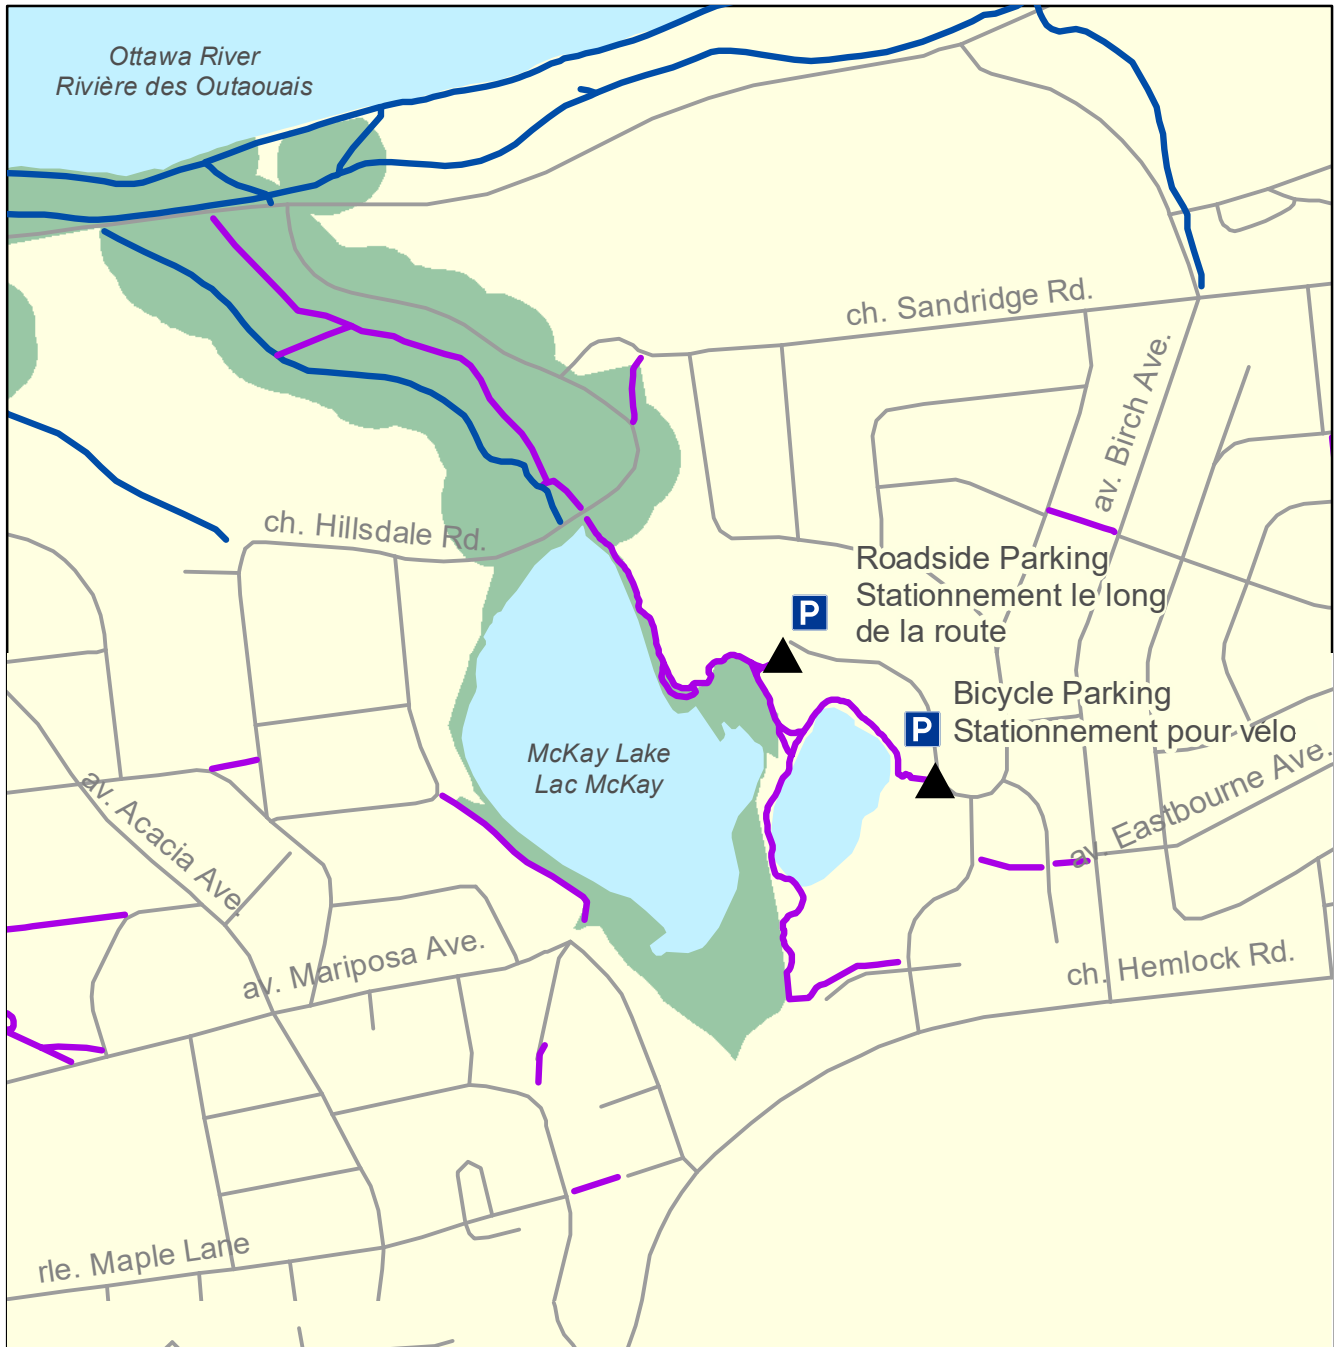 Ottawa River
Rivière des Outaouais
ch. Sandridge Rd.
av. Birch Ave.
ch. Hillsdale Rd.
P
Roadside Parking
Stationnement le long
de la route
P
Bicycle Parking
Stationnement pour vélo
McKay Lake
Lac McKay
av. Acacia Ave.
av. Eastbourne Ave.
av. Mariposa Ave.
ch. Hemlock Rd.
rle. Maple Lane